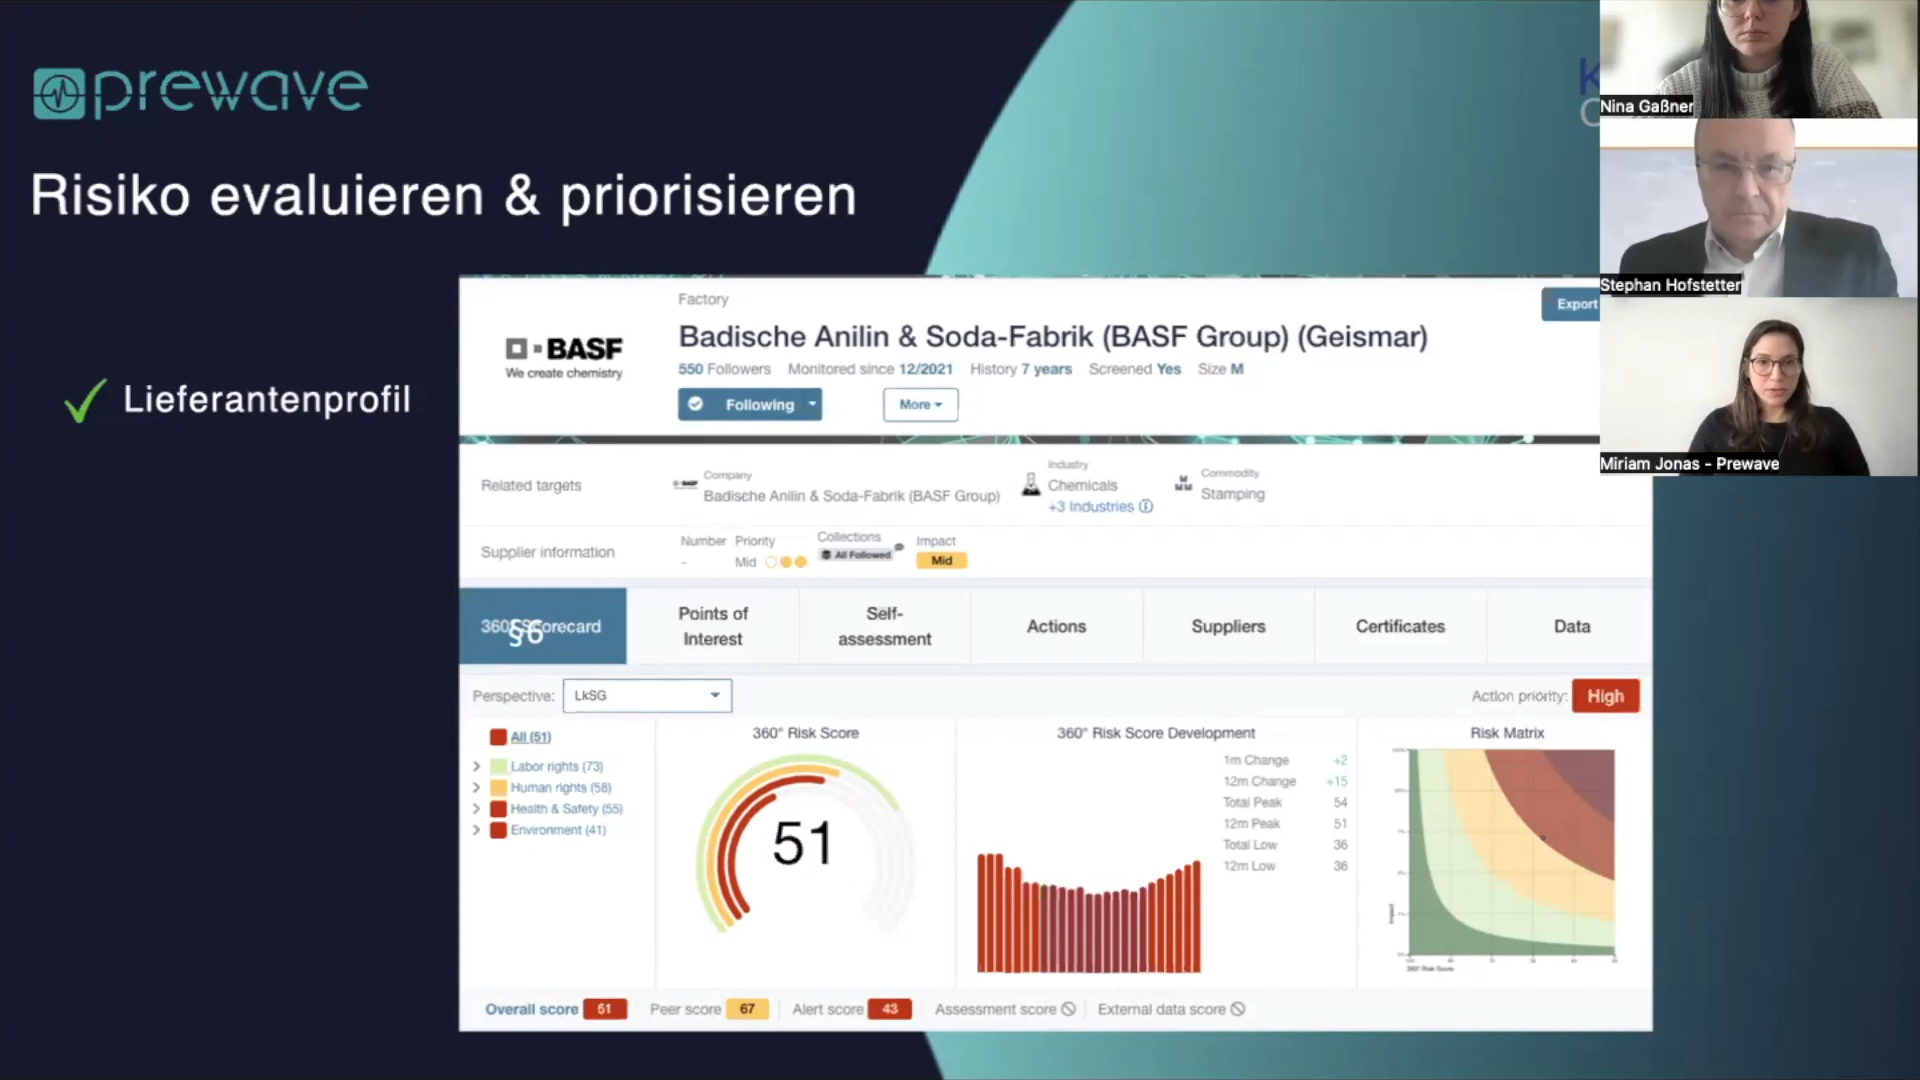 prewave
Risiko evaluieren & priorisieren
Lieferantenprofil
Nina Gaßner
Stephan Hofstetter
Miriam Jonas - Prewave
Factory
Export
BASF
We create chemistry
Badische Anilin & Soda-Fabrik (BASF Group) (Geismar)
550 Followers Monitored since 12/2021 History 7 years Screened Yes Size M
Following More
Related targets
Company
Badische Anilin & Soda-Fabrik (BASF Group)
Industry
Chemicals
+3 Industries
Commodity
Stamping
Supplier information
Number
-
Priority
Mid
Collections
All Followed
Impact
Mid
360° Scorecard
§6
Points of
Interest
Self-
assessment
Actions
Suppliers
Certificates
Data
Perspective: LkSG
Action priority: High
All (51)
Labor rights (73)
Human rights (58)
Health & Safety (55)
Environment (41)
360° Risk Score
51
360° Risk Score Development
1m Change +2
12m Change +15
Total Peak 54
12m Peak 51
Total Low 36
12m Low 36
Risk Matrix
Impact
360° Risk Score
Overall score 51
Peer score 67
Alert score 43
Assessment score
External data score